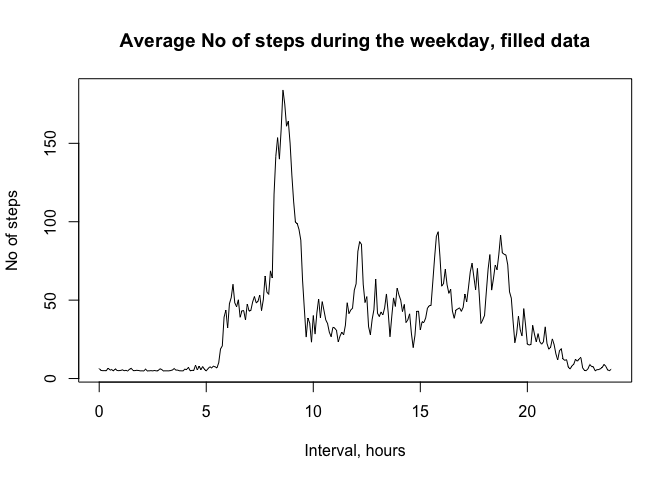 Average No of steps during the weekday, filled data
No of steps
150
100
50
0
0 5 10 15 20
Interval, hours